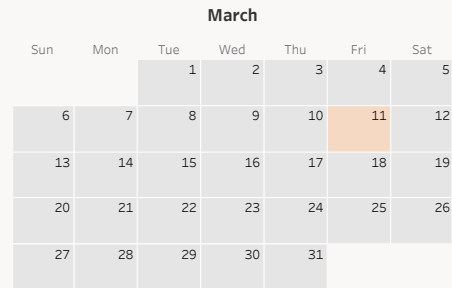 March
Sun Mon Tue Wed Thu Fri Sat
1 2 3 4 5
6 7 8 9 10 11 12
13 14 15 16 17 18 19
20 21 22 23 24 25 26
27 28 29 30 31